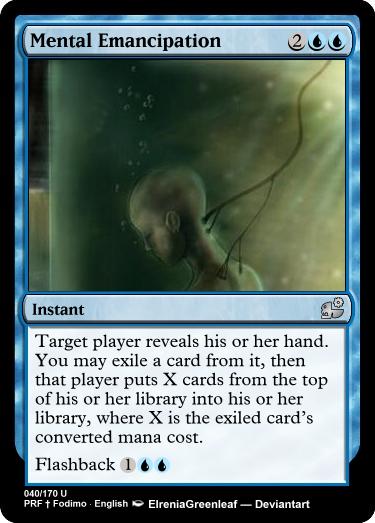 Mental Emancipation 2
Instant
Target player reveals his or her hand.
You may exile a card from it, then
that player puts X cards from the top
of his or her library into his or her
library, where X is the exiled card's
converted mana cost.
Flashback 1
040/170 U
PRF † Fodimo · English ElreniaGreenleaf — Deviantart